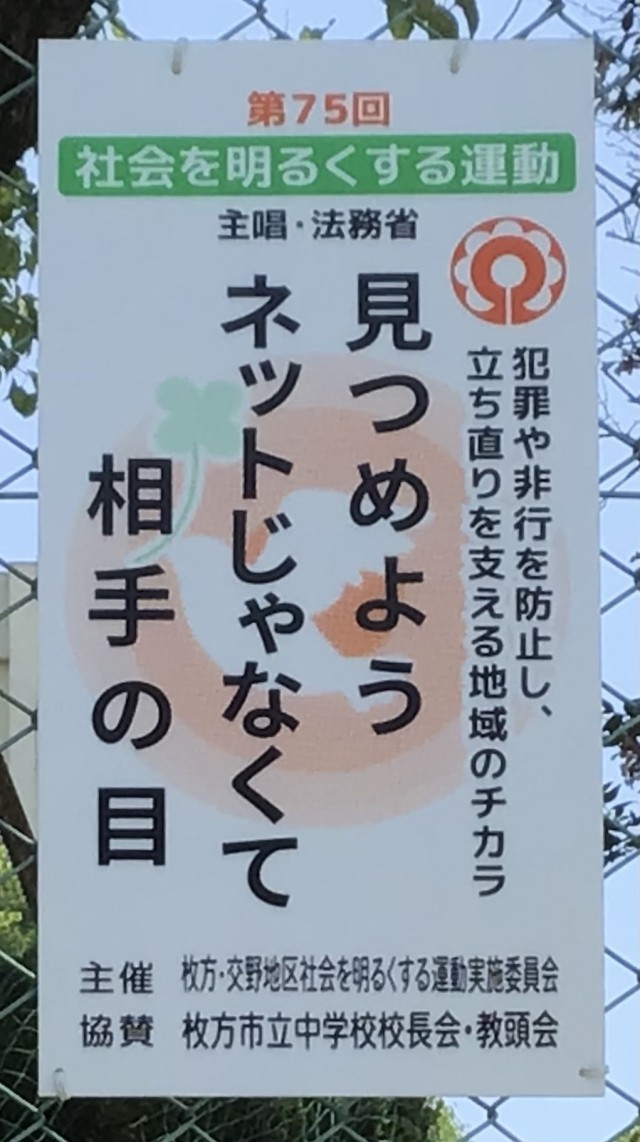 第75回
社会を明るくする運動
主唱・法務省
犯罪や非行を防止し、
立ち直りを支える地域のチカラ
見つめよう
ネットじゃなくて
相手の目
主催 枚方・交野地区社会を明るくする運動実施委員会
協賛 枚方市立中学校校長会・教頭会